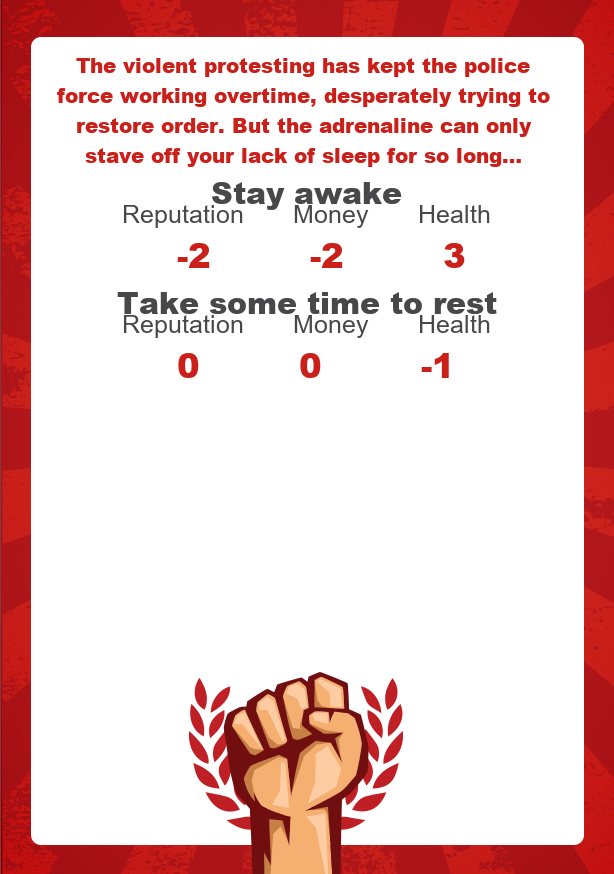 The violent protesting has kept the police
force working overtime, desperately trying to
restore order. But the adrenaline can only
stave off your lack of sleep for so long...
Stay awake
Reputation Money Health
-2 -2 3
Take some time to rest
Reputation Money Health
0 0 -1